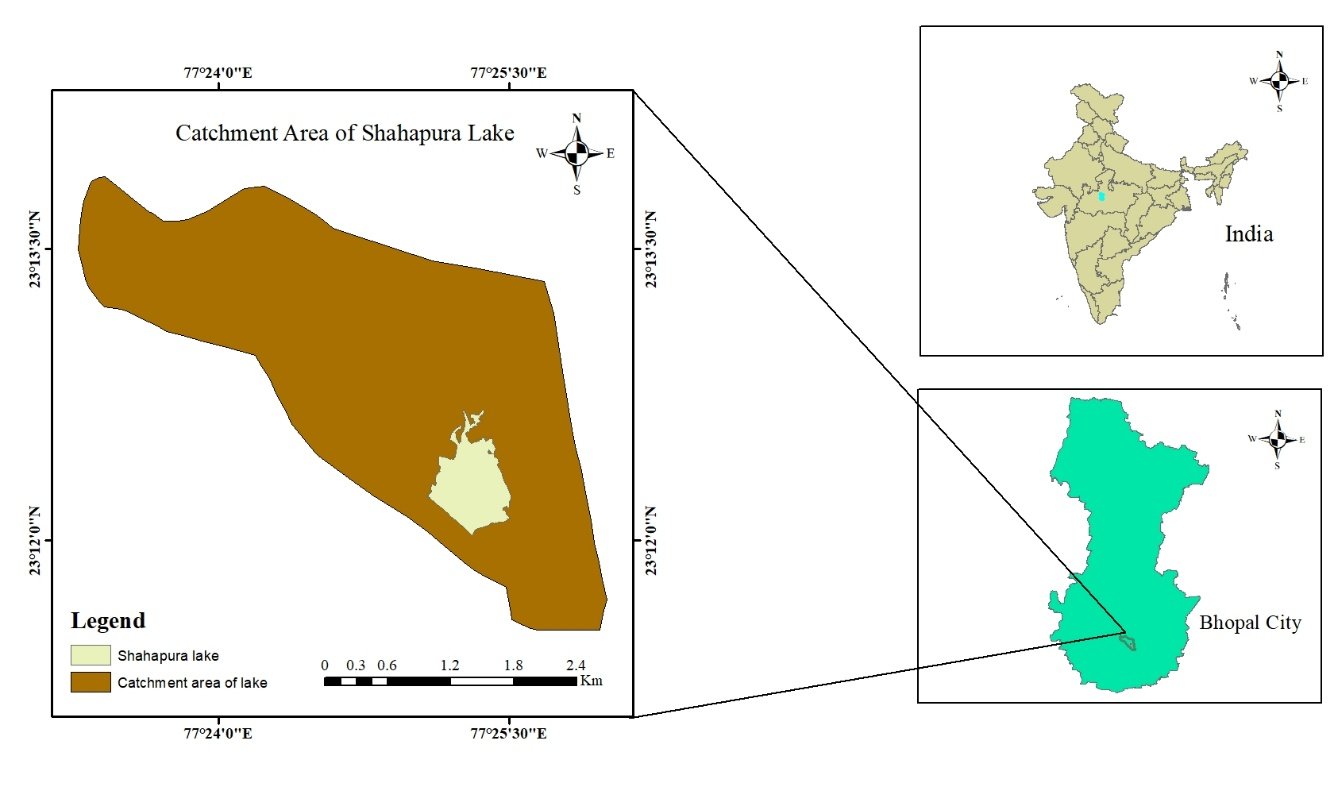 77°24'0"E 77°25'30"E
Catchment Area of Shahapura Lake
N
W E
S
23°13'30"N
23°13'30"N
23°12'0"N
23°12'0"N
Legend
Shahapura lake
Catchment area of lake
0 0.3 0.6 1.2 1.8 2.4
Km
77°24'0"E 77°25'30"E
N
W E
S
India
N
W E
S
Bhopal City